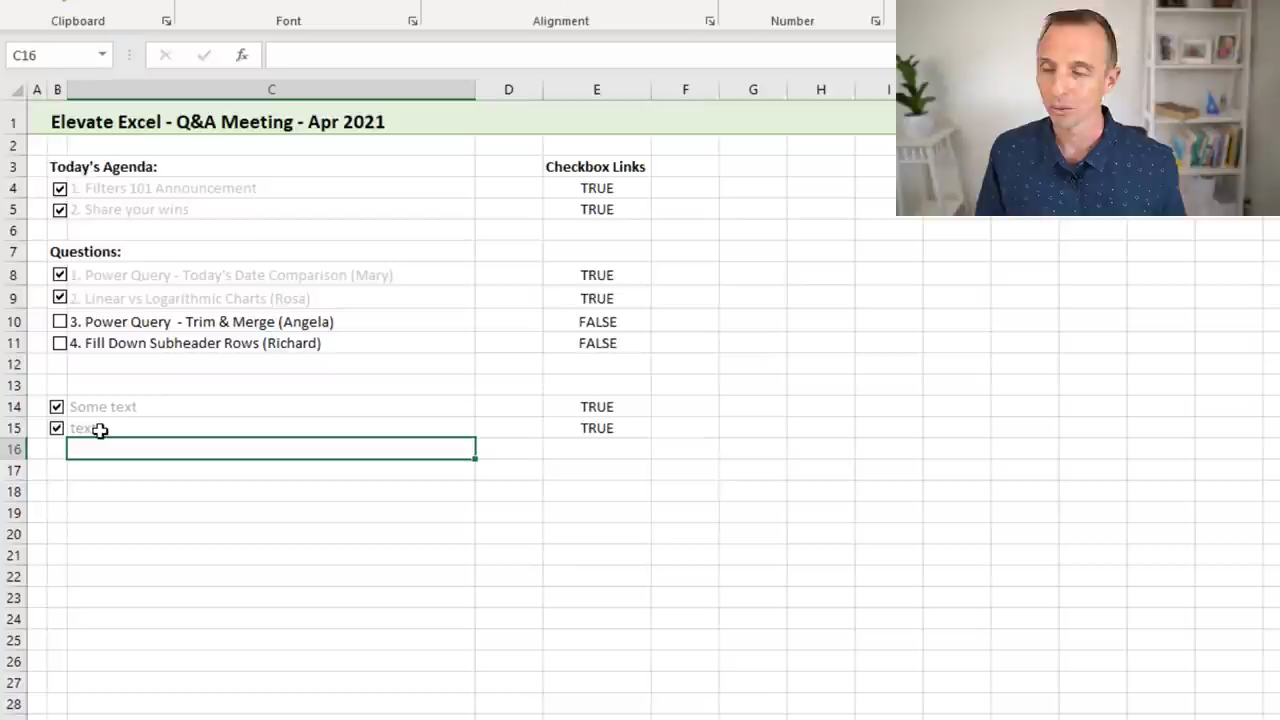 Clipboard Font Alignment Number
C16 fx
A B C D E F G H I
1 Elevate Excel - Q&A Meeting - Apr 2021
2
3 Today's Agenda: Checkbox Links
4 1. Filters 101 Announcement TRUE
5 2. Share your wins TRUE
6
7 Questions:
8 1. Power Query - Today's Date Comparison (Mary) TRUE
9 2. Linear vs Logarithmic Charts (Rosa) TRUE
10 3. Power Query - Trim & Merge (Angela) FALSE
11 4. Fill Down Subheader Rows (Richard) FALSE
12
13
14 Some text TRUE
15 text TRUE
16
17
18
19
20
21
22
23
24
25
26
27
28